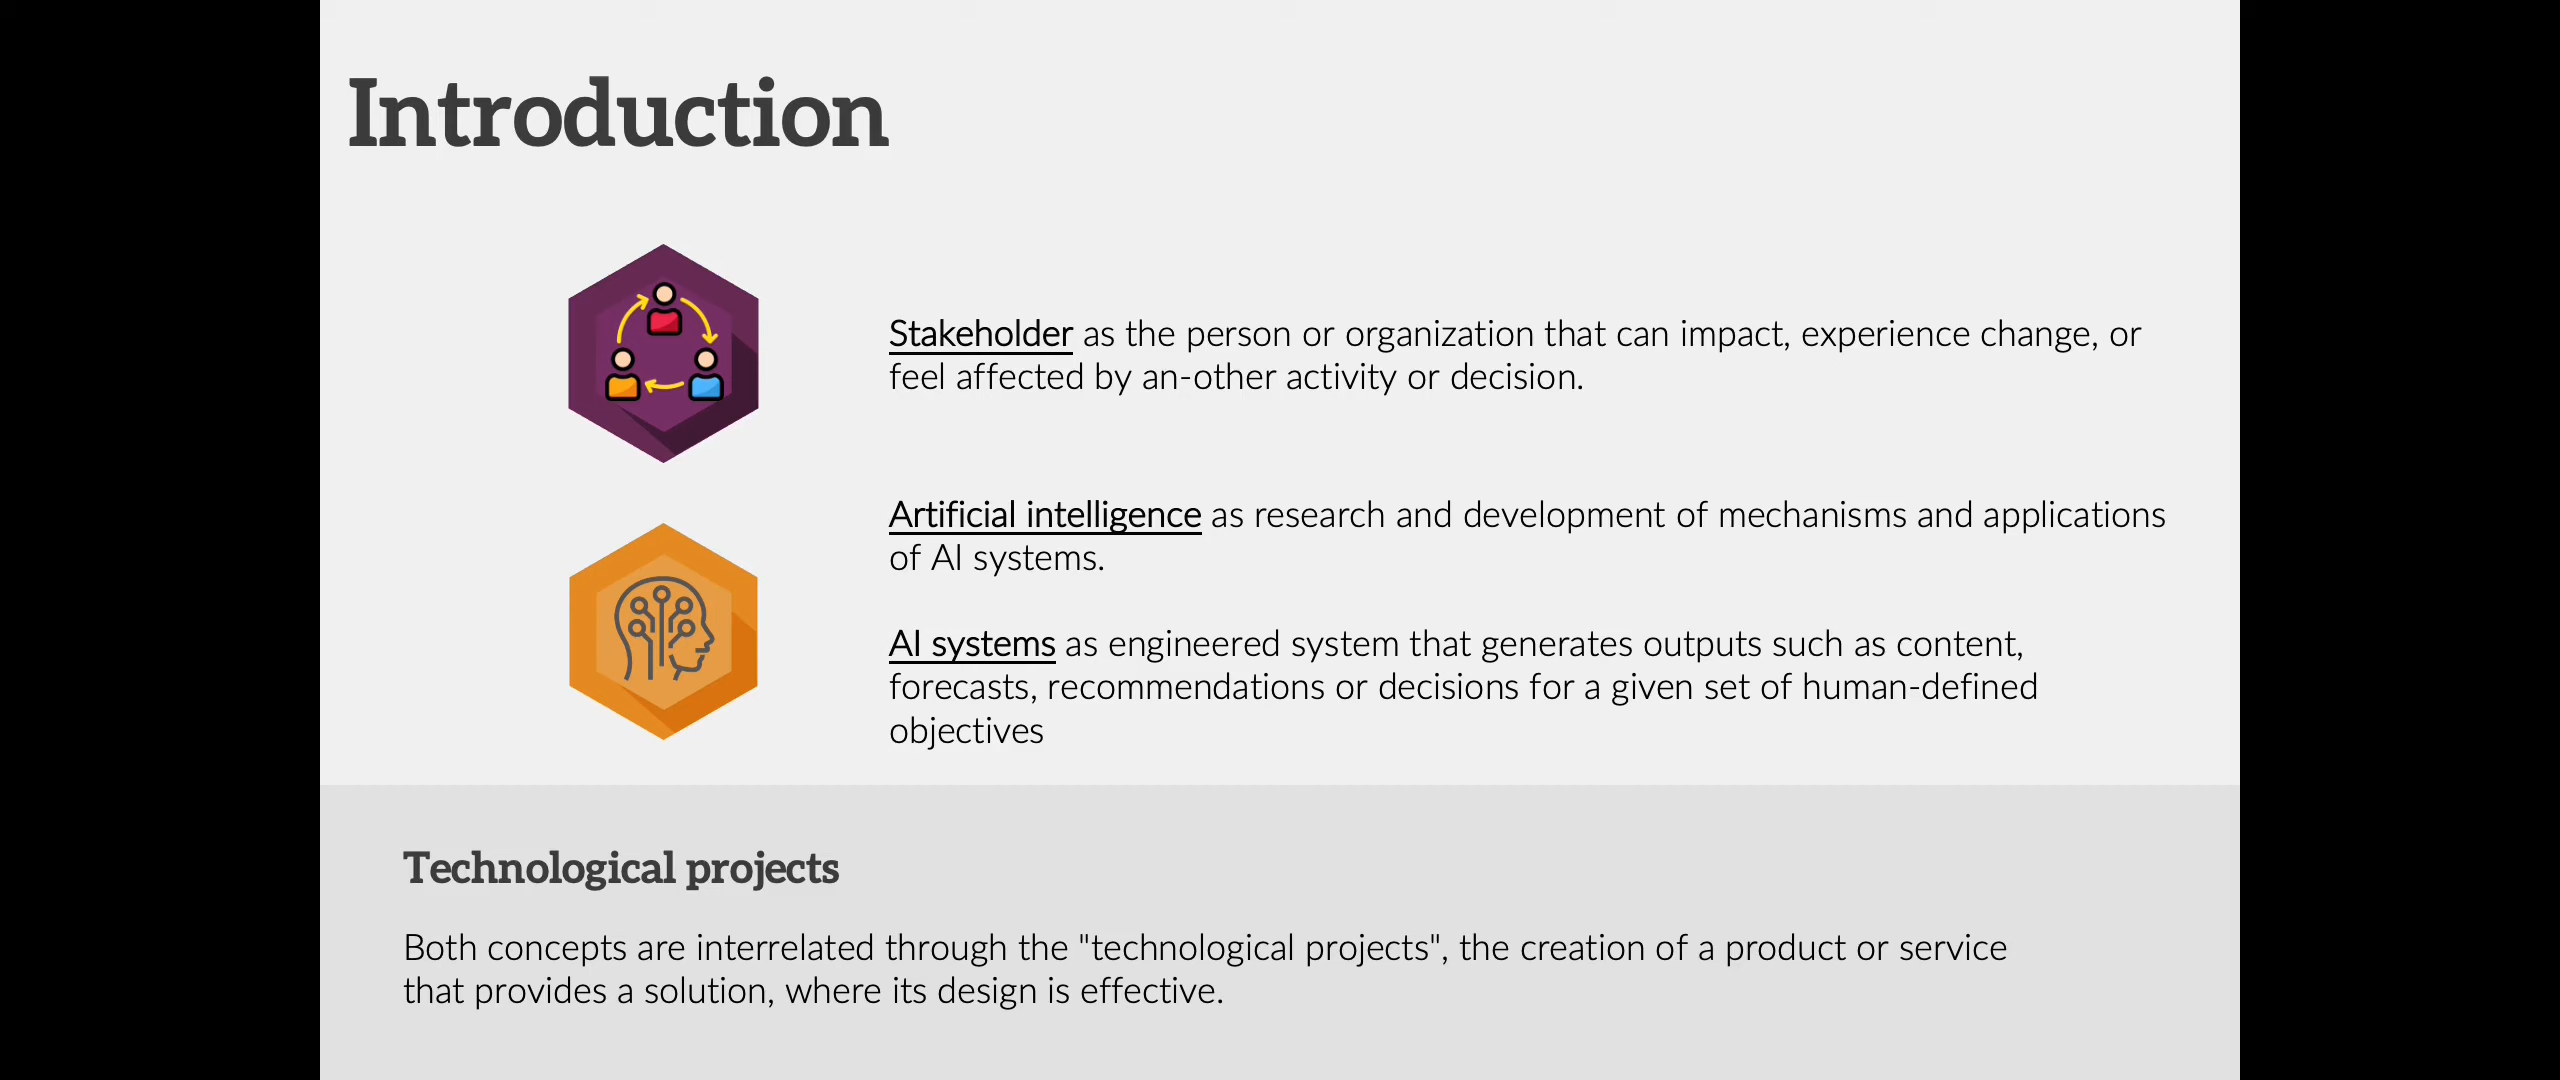 Introduction
Stakeholder as the person or organization that can impact, experience change, or
feel affected by an-other activity or decision.
Artificial intelligence as research and development of mechanisms and applications
of AI systems.
AI systems as engineered system that generates outputs such as content,
forecasts, recommendations or decisions for a given set of human-defined
objectives
Technological projects
Both concepts are interrelated through the "technological projects", the creation of a product or service
that provides a solution, where its design is effective.